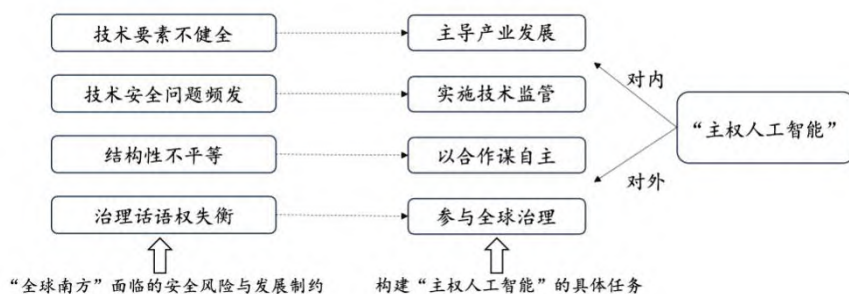 技术要素不健全
主导产业发展
技术安全问题频发
实施技术监管
对内
“主权人工智能”
结构性不平等
以合作谋自主
对外
治理话语权失衡
参与全球治理
“全球南方”面临的安全风险与发展制约
构建“主权人工智能”的具体任务